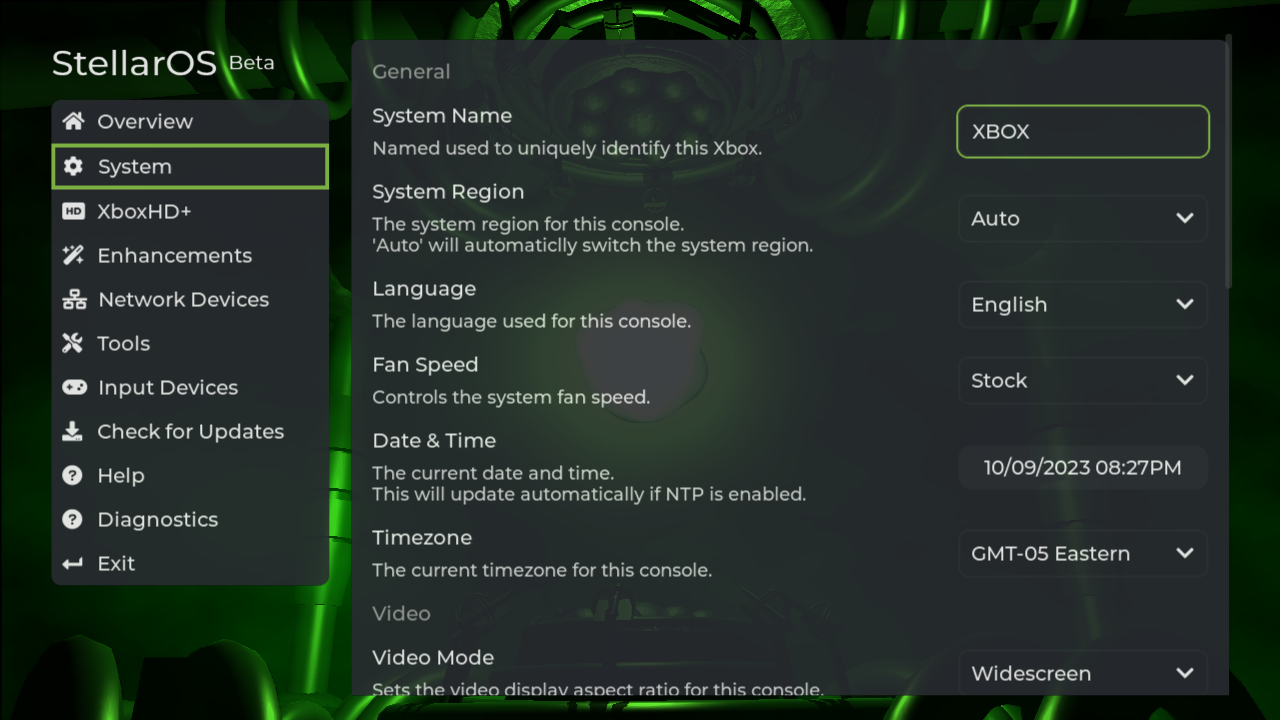 StellarOS Beta
Overview
System
XboxHD+
Enhancements
Network Devices
Tools
Input Devices
Check for Updates
Help
Diagnostics
Exit
General
System Name
Named used to uniquely identify this Xbox.
XBOX
System Region
The system region for this console.
'Auto' will automaticlly switch the system region.
Auto
Language
The language used for this console.
English
Fan Speed
Controls the system fan speed.
Stock
Date & Time
The current date and time.
This will update automatically if NTP is enabled.
10/09/2023 08:27PM
Timezone
The current timezone for this console.
GMT-05 Eastern
Video
Video Mode
Sets the video display aspect ratio for this console.
Widescreen